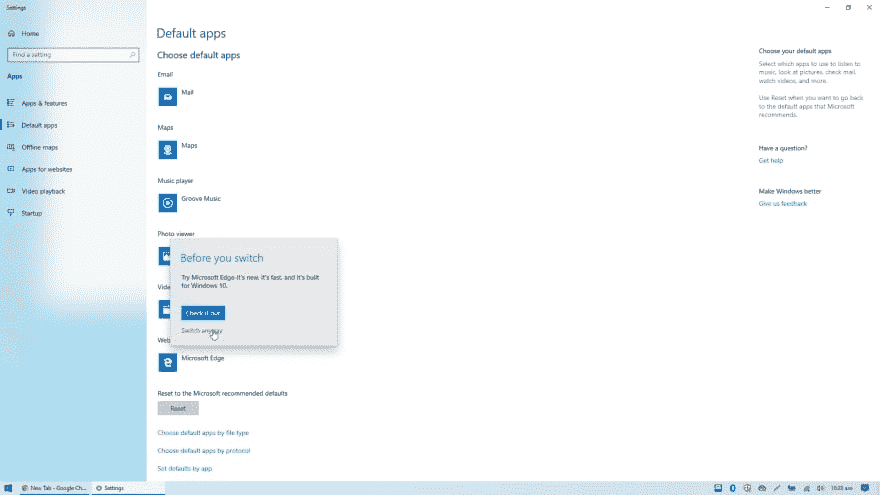 Settings
Home
Find a setting
Apps
Apps & features
Default apps
Offline maps
Apps for websites
Video playback
Startup
Default apps
Choose default apps
Email
Mail
Maps
Maps
Music player
Groove Music
Photo viewer
Before you switch
Try Microsoft Edge-it's new, it's fast, and it's built
for Windows 10.
Check it out
Switch anyway
Microsoft Edge
Reset to the Microsoft recommended defaults
Reset
Choose default apps by file type
Choose default apps by protocol
Set defaults by app
Choose your default apps
Select which apps to use to listen to
music, look at pictures, check mail,
watch videos, and more.
Use Reset when you want to go back
to the default apps that Microsoft
recommends.
Have a question?
Get help
Make Windows better
Give us feedback
New Tab - Google Ch...
Settings